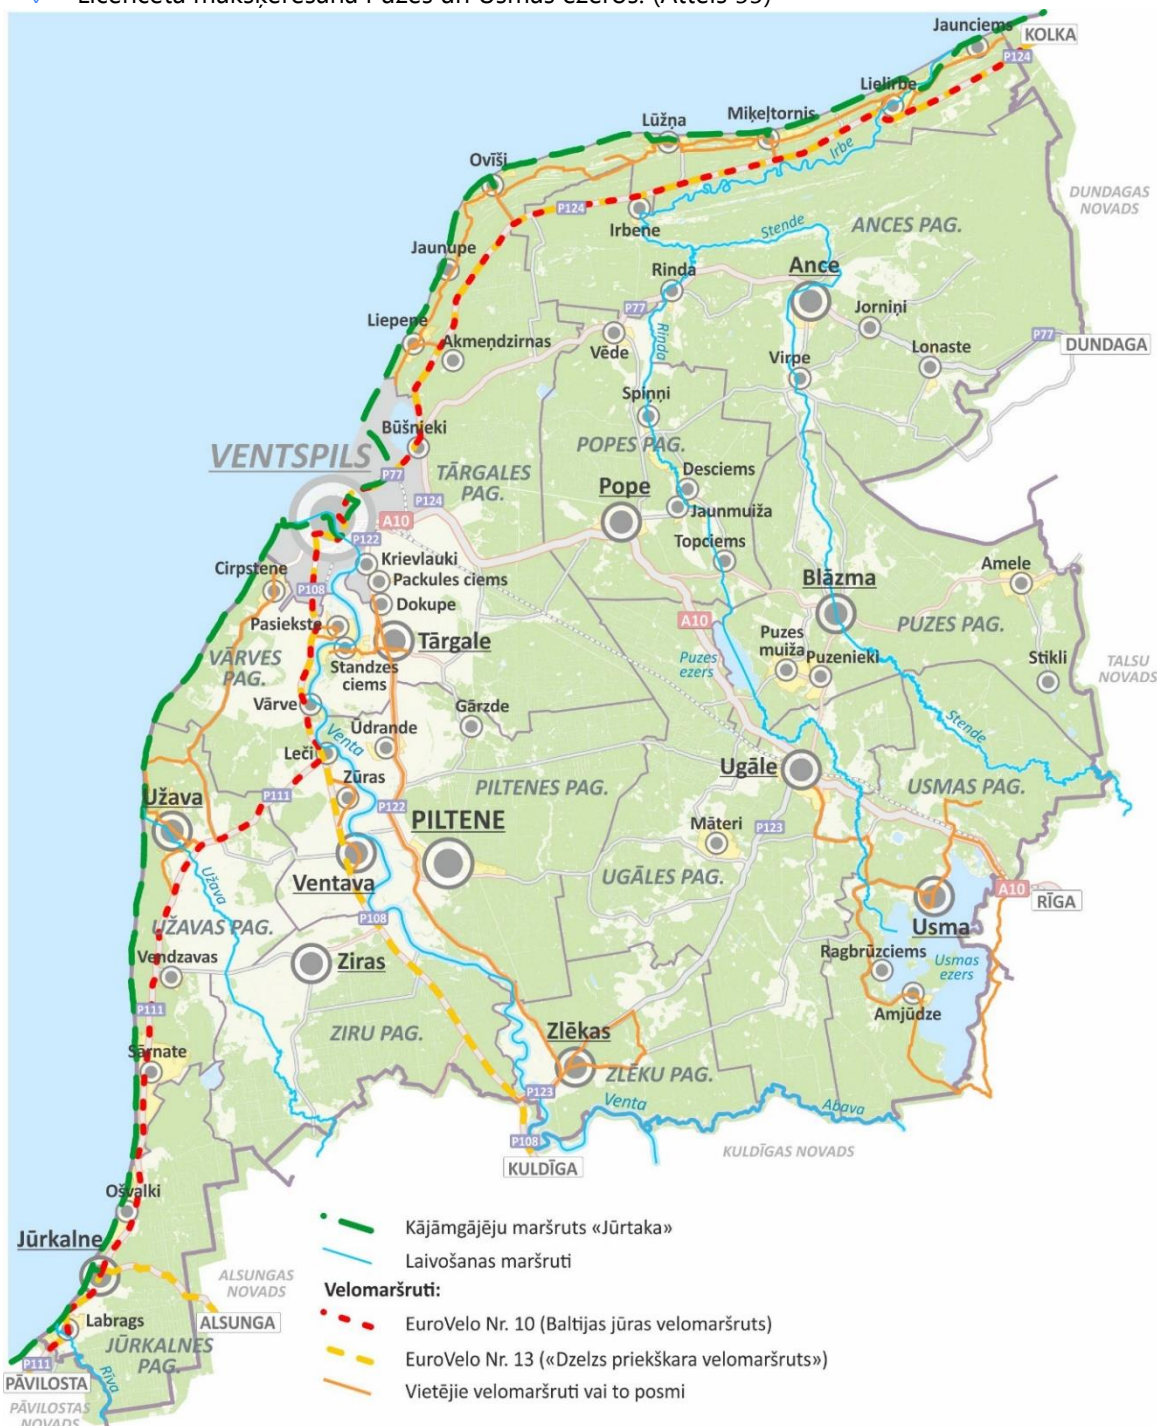 Licencētā makšķerēšana Puzes un Usmas ezeros. (Attēls 35)
Jaunciems
KOLKA
P124
Lielirbe
Miķeļtornis
Lūžņa
Irbe
Ovīši
P124
DUNDAGAS
NOVADS
Irbene
Stende
ANCES PAG.
Jaunupe
Rinda
Ance
P77
Jorniņi
Liepene
Akmeņdzirnas
Vēde
Rinda
P77
DUNDAGA
Virpe
Lonaste
Spiņņi
Būšnieki
VENTSPILS
POPES PAG.
P77
TĀRGALES
PAG.
Desciems
Pope
P124
Jaunmuiža
A10
P122
Topciems
Krievlauki
Cirpstene
Packules ciems
Amele
Blāzma
P108
Dokupe
A10
Pasiekste
Tārgale
PUZES PAG.
Puzes
muiža
Puzenieki
VĀRVES
PAG.
Standzes
ciems
Puzes
ezers
Stikli
TALSU
NOVADS
Vārve
Gārzde
Stende
Ūdrande
Venta
Leči
Ugāle
Zūras
PILTENES PAG.
USMAS PAG.
P111
Užava
P122
PILTENE
Māteri
P123
Užava
Ventava
UGĀLES PAG.
A10
RĪGA
P108
Usma
UŽAVAS PAG.
Vendzavas
Ziras
Ragbrūzciems
Usmas
ezers
P111
Amjūdze
ZIRU PAG.
Zlēkas
Sārnate
ZLĒKU PAG.
P123
Venta
Abava
P108
KULDĪGAS NOVADS
KULDĪGA
Ošvalki
Kājāmgājēju maršruts «Jūrtaka»
Jūrkalne
Laivošanas maršruti
ALSUNGAS
NOVADS
Velomaršruti:
Labrags
ALSUNGA
EuroVelo Nr. 10 (Baltijas jūras velomaršruts)
JŪRKALNES
PAG.
P111
EuroVelo Nr. 13 («Dzelzs priekškara velomaršruts»)
Rīva
PĀVILOSTA
Vietējie velomaršruti vai to posmi
PĀVILOSTAS
NOVADS